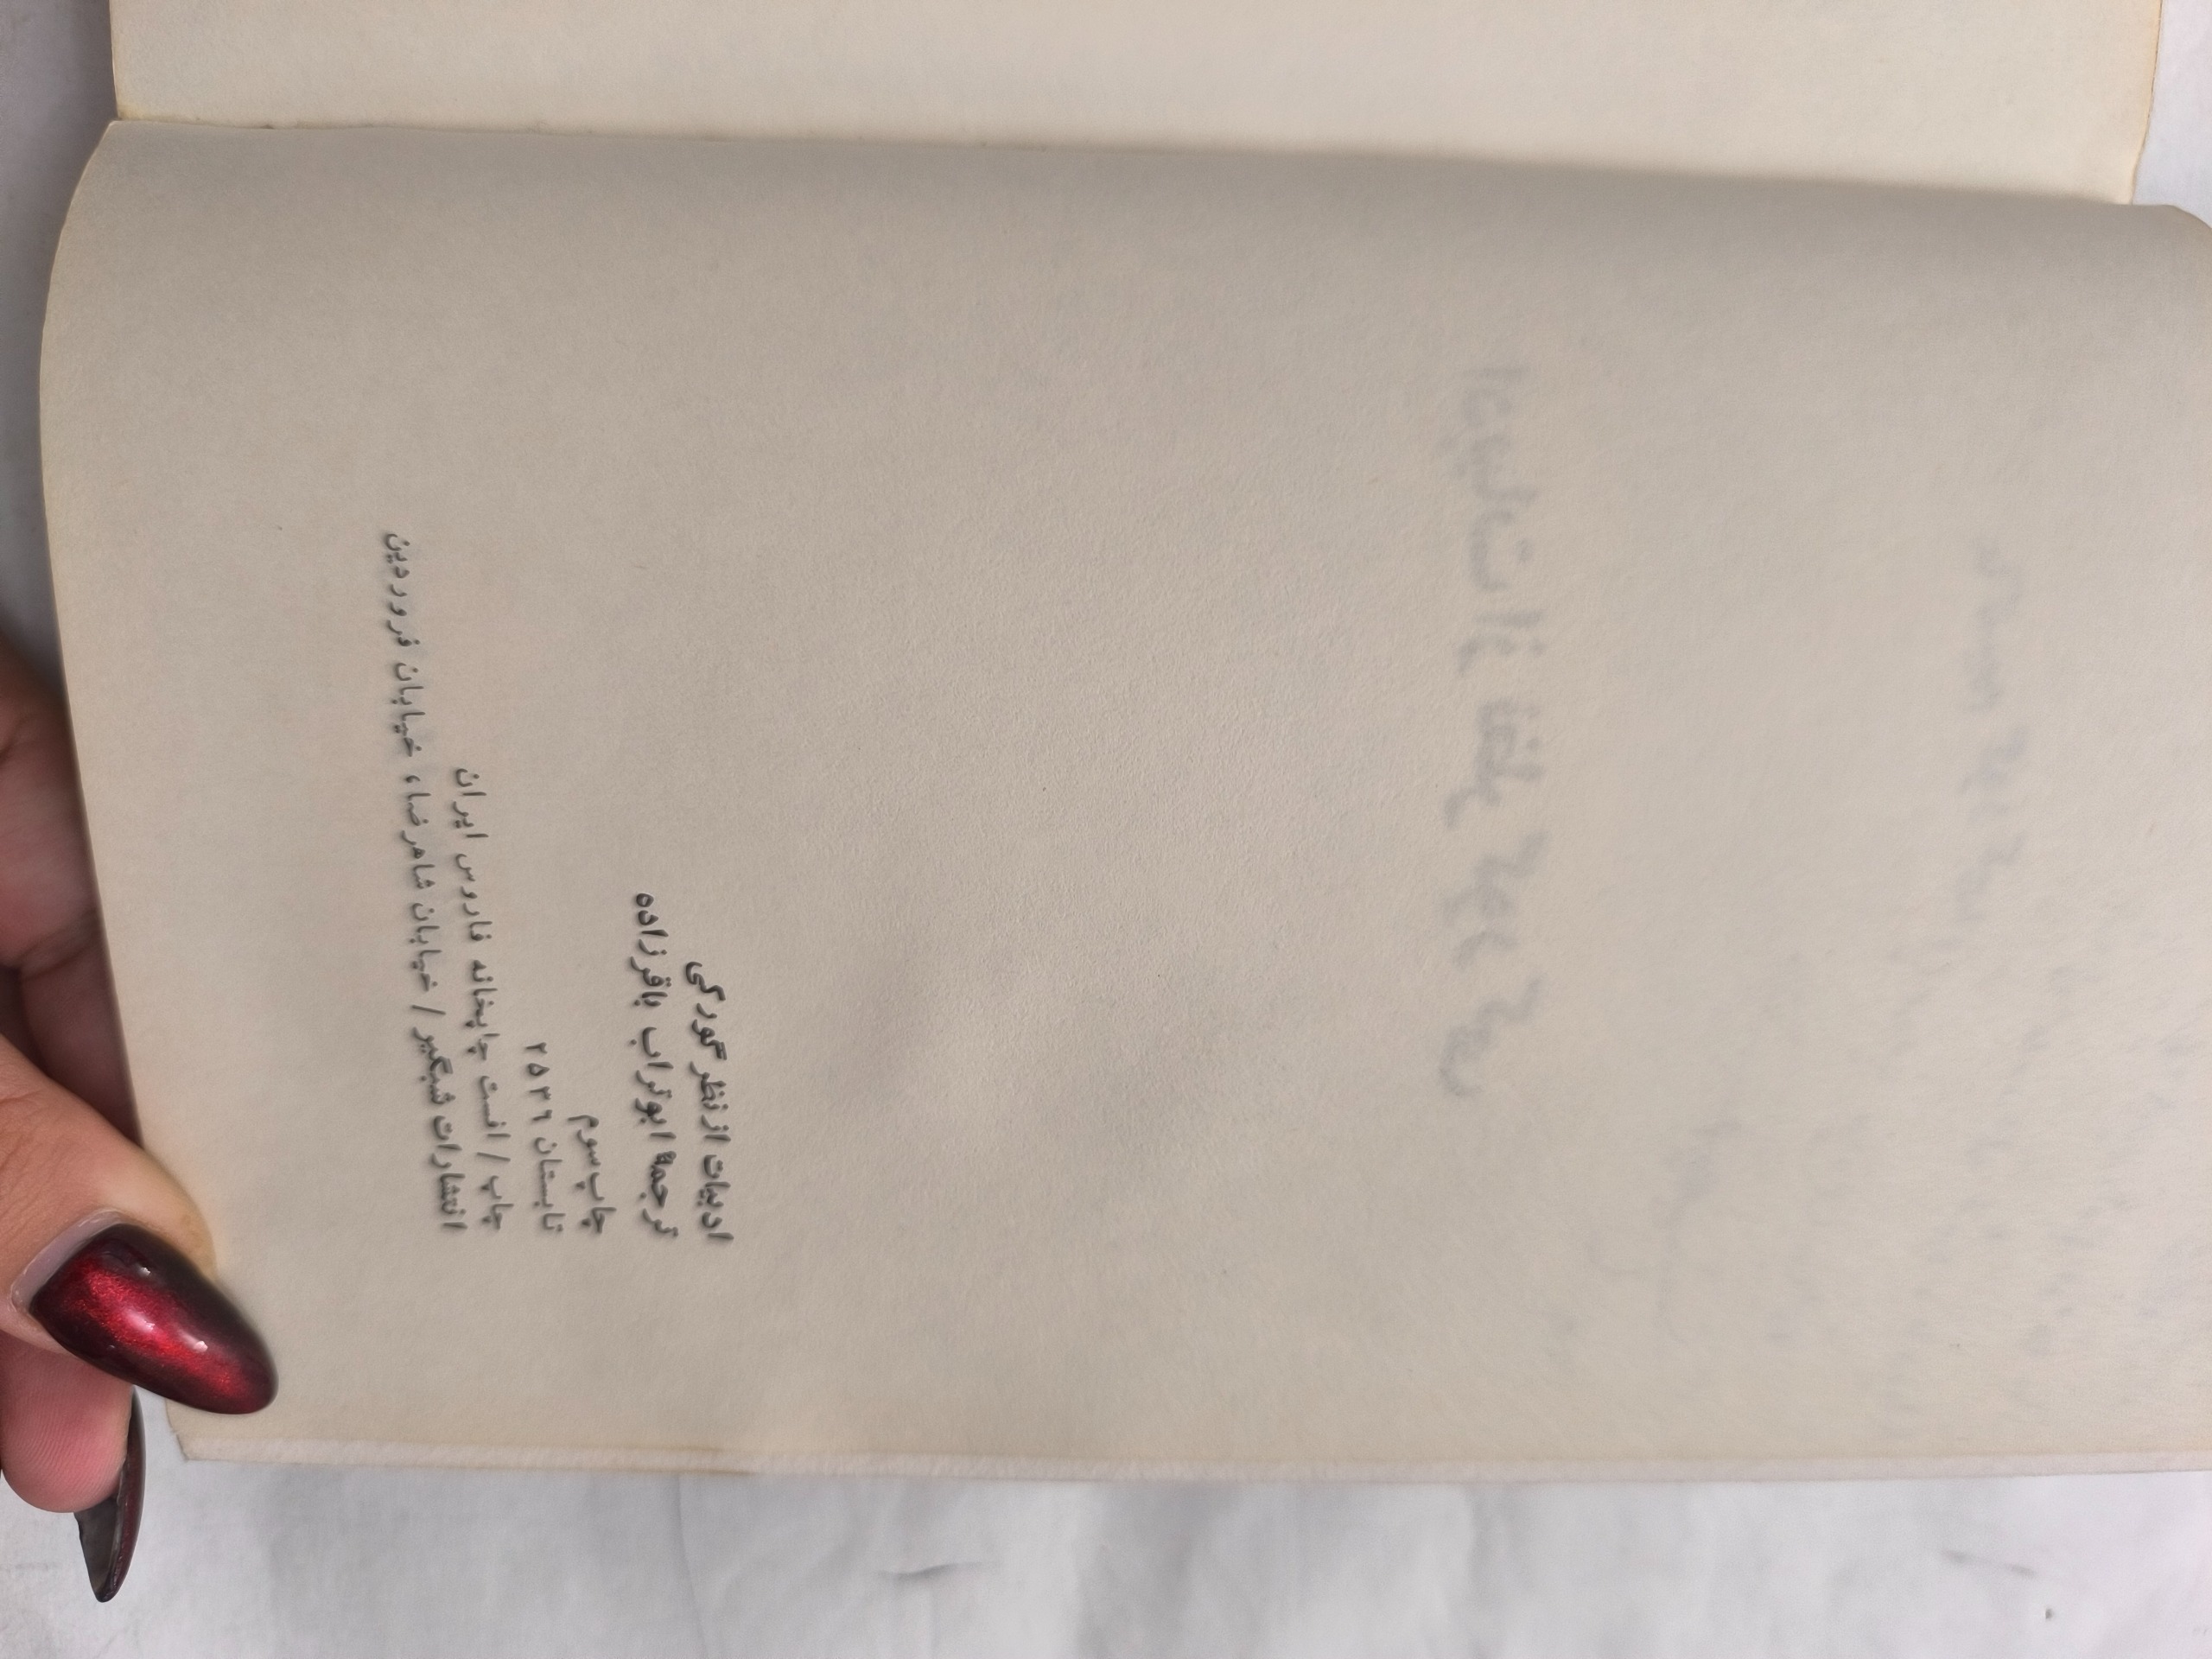 ادبیات از نظر گورکی
ترجمهٔ ابوتراب باقرزاده
چاپ سوم
تابستان ۲۵۳۶
چاپ / افست چاپخانه فاروس ایران
انتشارات شبگیر / خیابان شاهرضا، خیابان فروردین